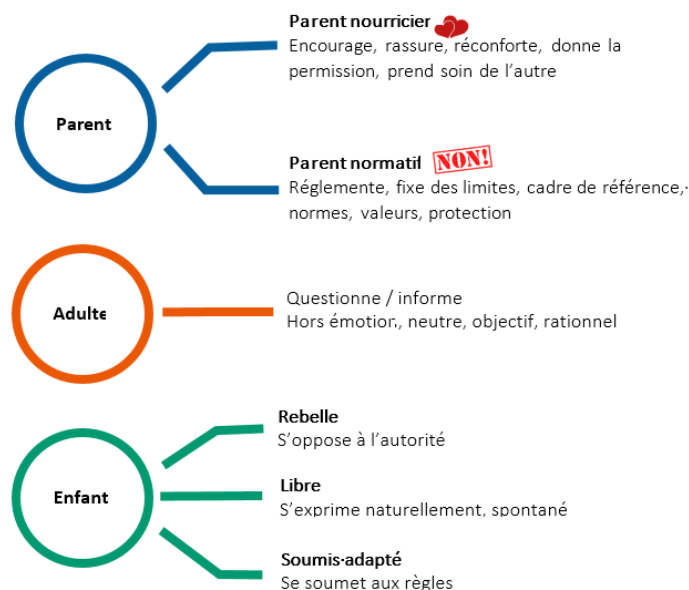 Parent nourricier
Encourage, rassure, réconforte, donne la
permission, prend soin de l'autre
Parent
Parent normatif NON!
Réglemente, fixe des limites, cadre de référence,
normes, valeurs, protection
Adulte
Questionne / informe
Hors émotion, neutre, objectif, rationnel
Rebelle
S'oppose à l'autorité
Enfant
Libre
S'exprime naturellement, spontané
Soumis-adapté
Se soumet aux règles